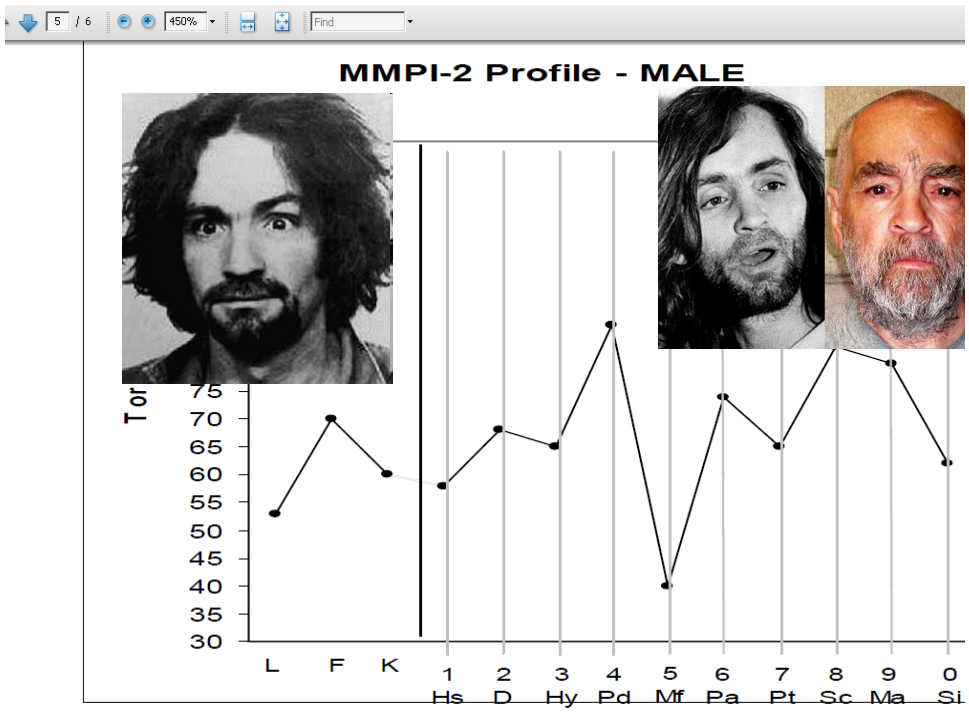 5 / 6 450% Find
MMPI-2 Profile - MALE
Tor
75
70
65
60
55
50
45
40
35
30
L F K 1 2 3 4 5 6 7 8 9 0
Hs D Hy Pd Mf Pa Pt Sc Ma Si